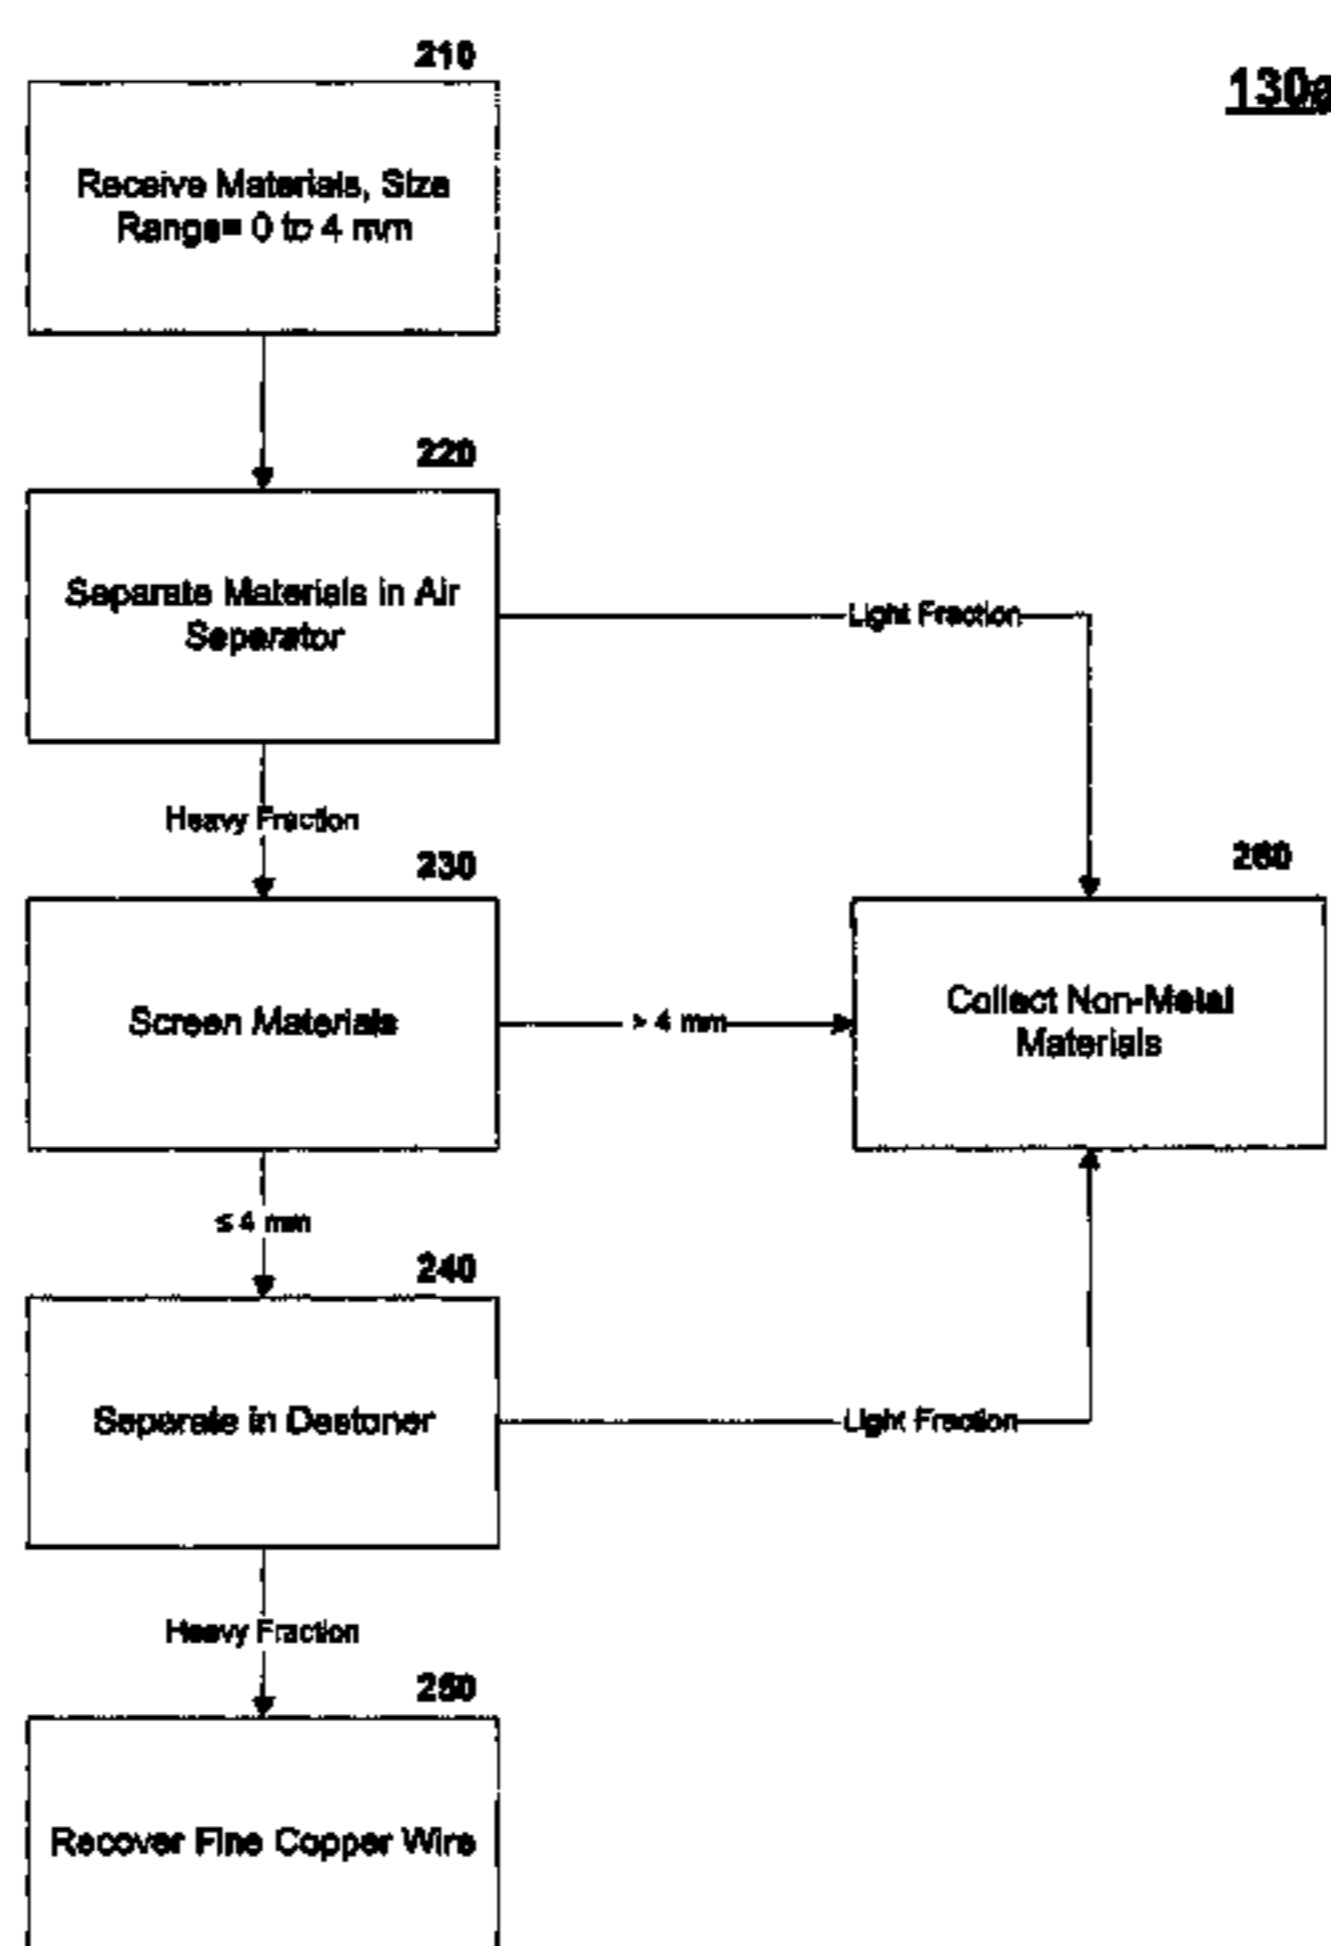 210
130a
Receive Materials, Size
Range= 0 to 4 mm
220
Separate Materials in Air
Separator
Light Fraction
Heavy Fraction
230
260
Screen Materials
> 4 mm
Collect Non-Metal
Materials
≤ 4 mm
240
Separate in Destoner
Light Fraction
Heavy Fraction
250
Recover Fine Copper Wire